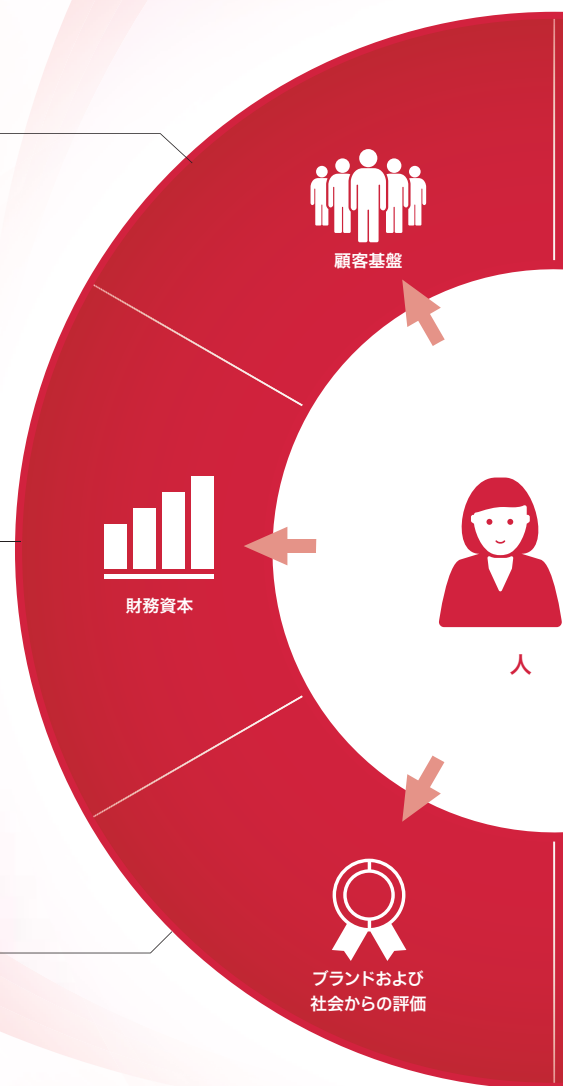 顧客基盤
財務資本
人
ブランドおよび
社会からの評価